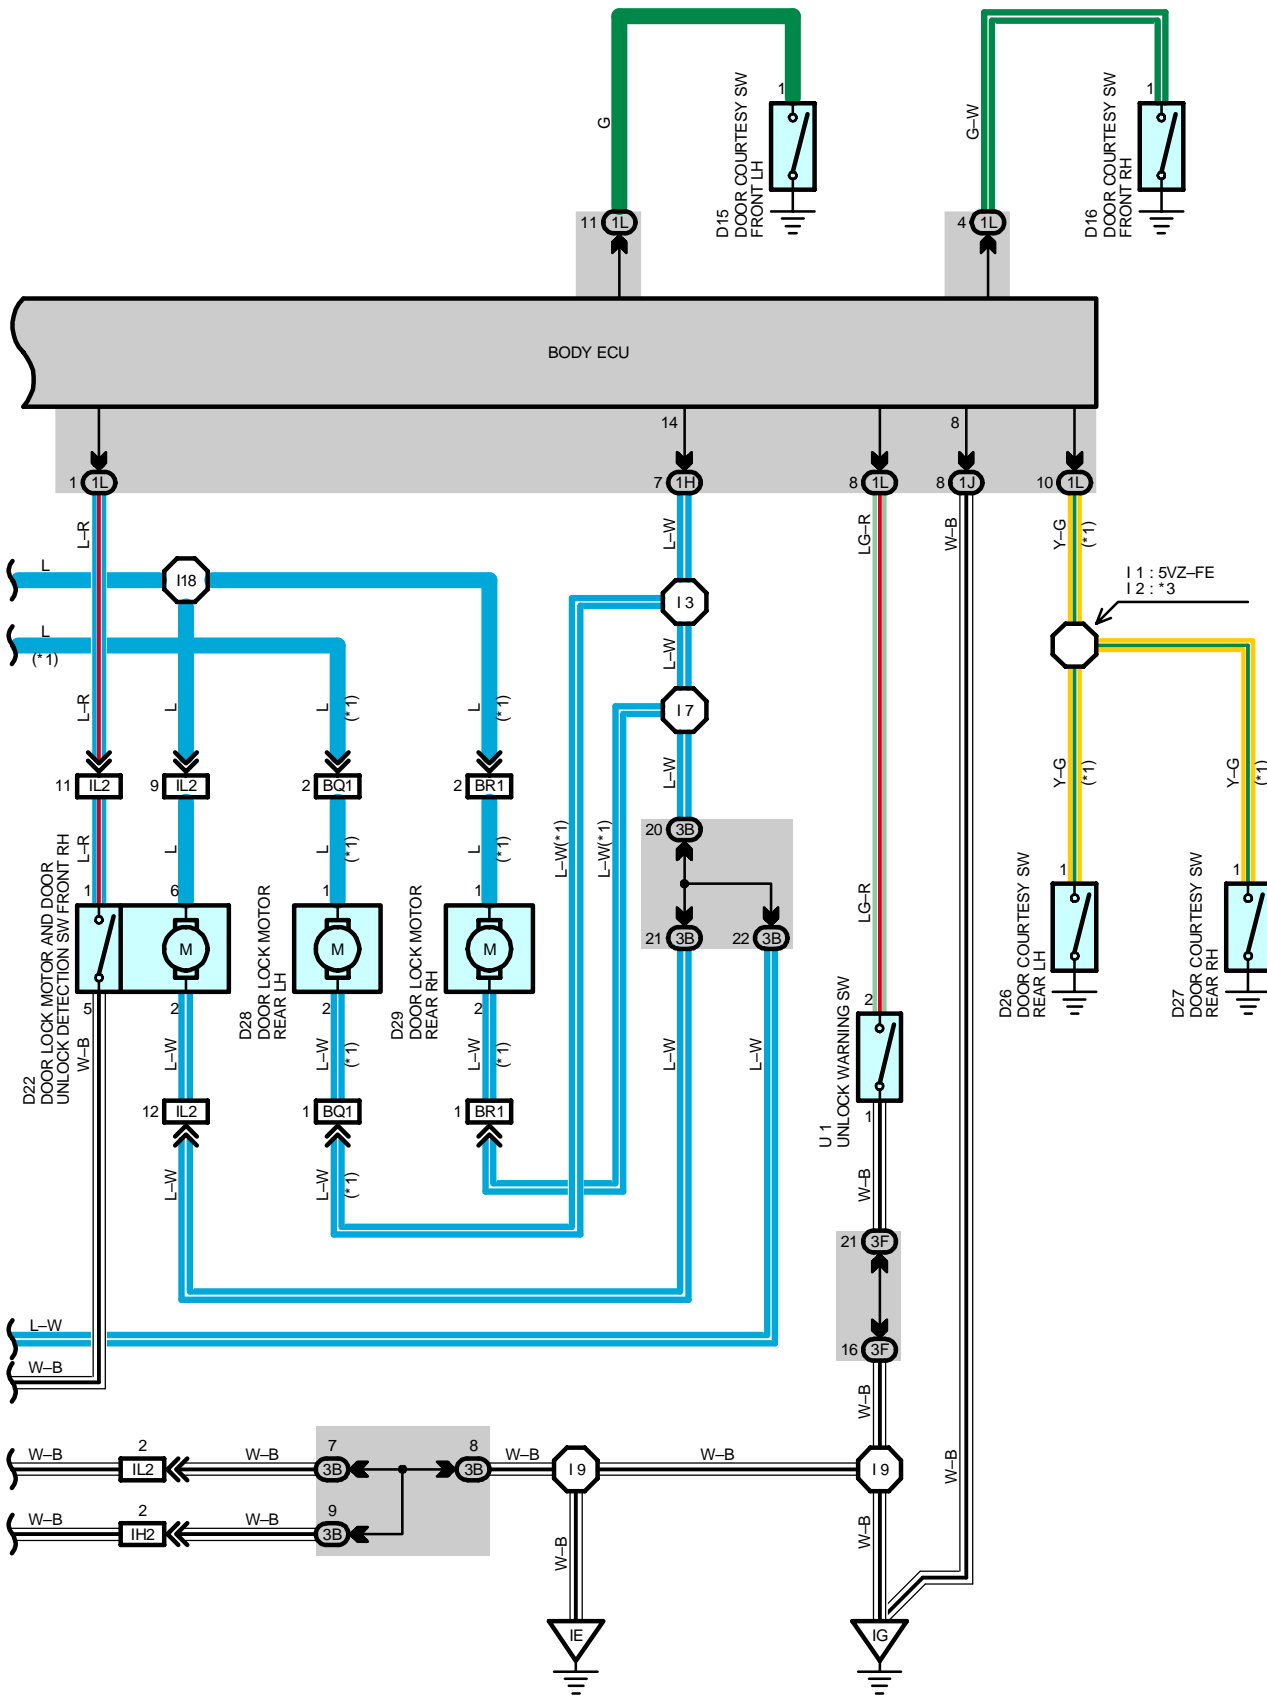 G
1
D15
DOOR COURTESY SW
FRONT LH
11 1L
G–W
1
D16
DOOR COURTESY SW
FRONT RH
4 1L
BODY ECU
14
8
1 1L
7 1H
8 1L
8 1J
10 1L
L–R
L–W
LG–R
W–B
Y–G
(*1)
L
I18
I 3
I 1 : 5VZ–FE
I 2 : *3
L
(*1)
L–W
L–R
L
L
(*1)
L
(*1)
I 7
11 IL2
9 IL2
2 BQ1
2 BR1
L–W
Y–G
(*1)
Y–G
(*1)
L–R
L
L
(*1)
L
(*1)
L–W(*1)
L–W(*1)
20 3B
1
6
1
1
21 3B
22 3B
LG–R
1
1
M
M
M
D22
DOOR LOCK MOTOR AND DOOR
UNLOCK DETECTION SW FRONT RH
D28
DOOR LOCK MOTOR
REAR LH
D29
DOOR LOCK MOTOR
REAR RH
D26
DOOR COURTESY SW
REAR LH
D27
DOOR COURTESY SW
REAR RH
5
2
2
2
2
W–B
L–W
L–W
(*1)
L–W
(*1)
L–W
L–W
U 1
UNLOCK WARNING SW
12 IL2
1 BQ1
1 BR1
1
L–W
L–W
(*1)
W–B
21 3F
L–W
W–B
16 3F
W–B
W–B
2
IL2
W–B
7
3B
8
3B
W–B
I 9
W–B
I 9
W–B
W–B
2
IH2
W–B
9
3B
W–B
W–B
IE
IG